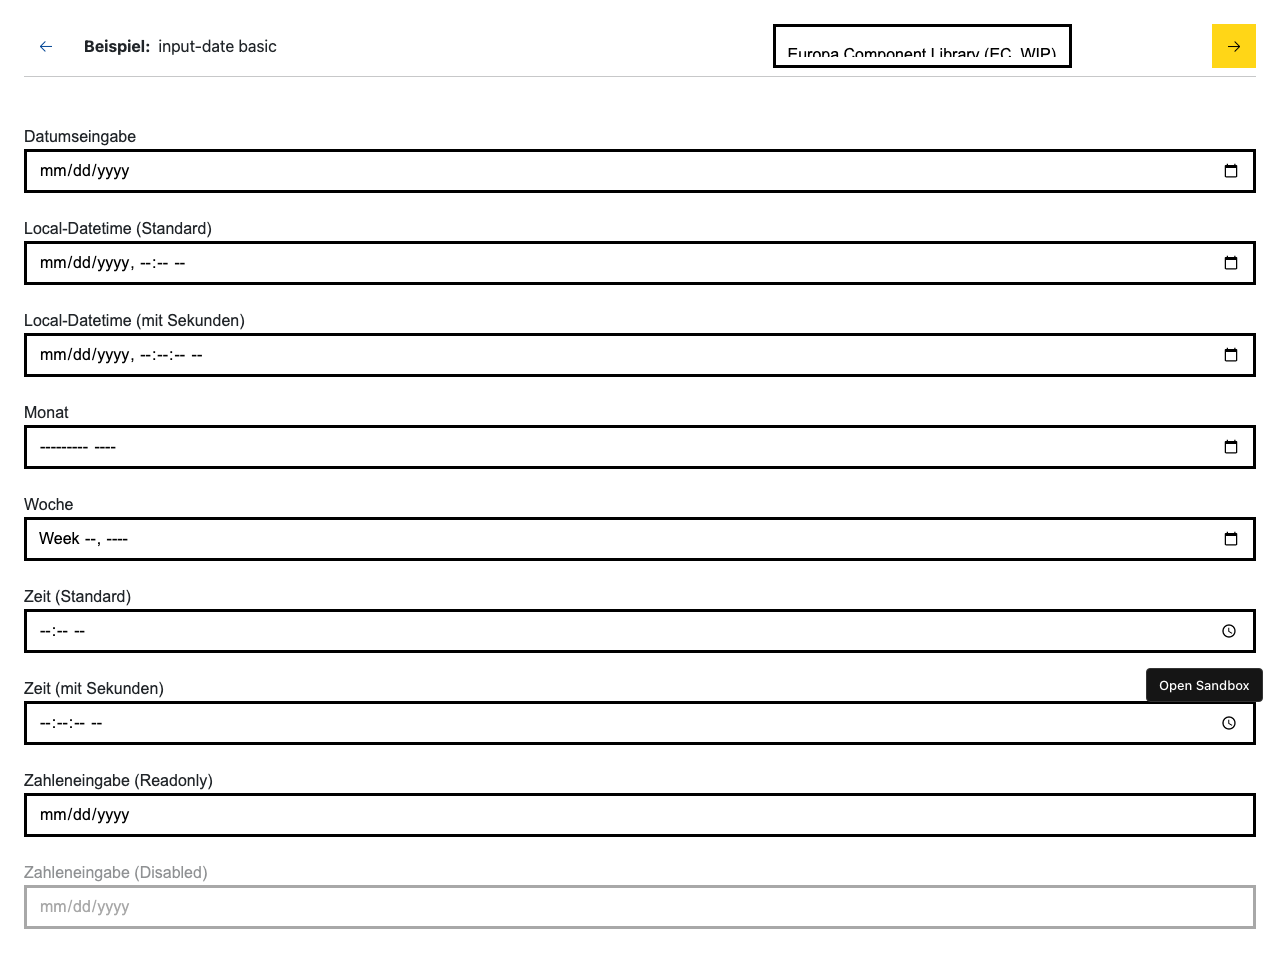 Beispiel: input-date basic
Europa Component Library (EC, WIP)
Datumseingabe
mm/dd/yyyy
Local-Datetime (Standard)
mm/dd/yyyy, --:-- --
Local-Datetime (mit Sekunden)
mm/dd/yyyy, --:--:-- --
Monat
--------- ----
Woche
Week --, ----
Zeit (Standard)
--:-- --
Open Sandbox
Zeit (mit Sekunden)
--:--:-- --
Zahleneingabe (Readonly)
mm/dd/yyyy
Zahleneingabe (Disabled)
mm/dd/yyyy